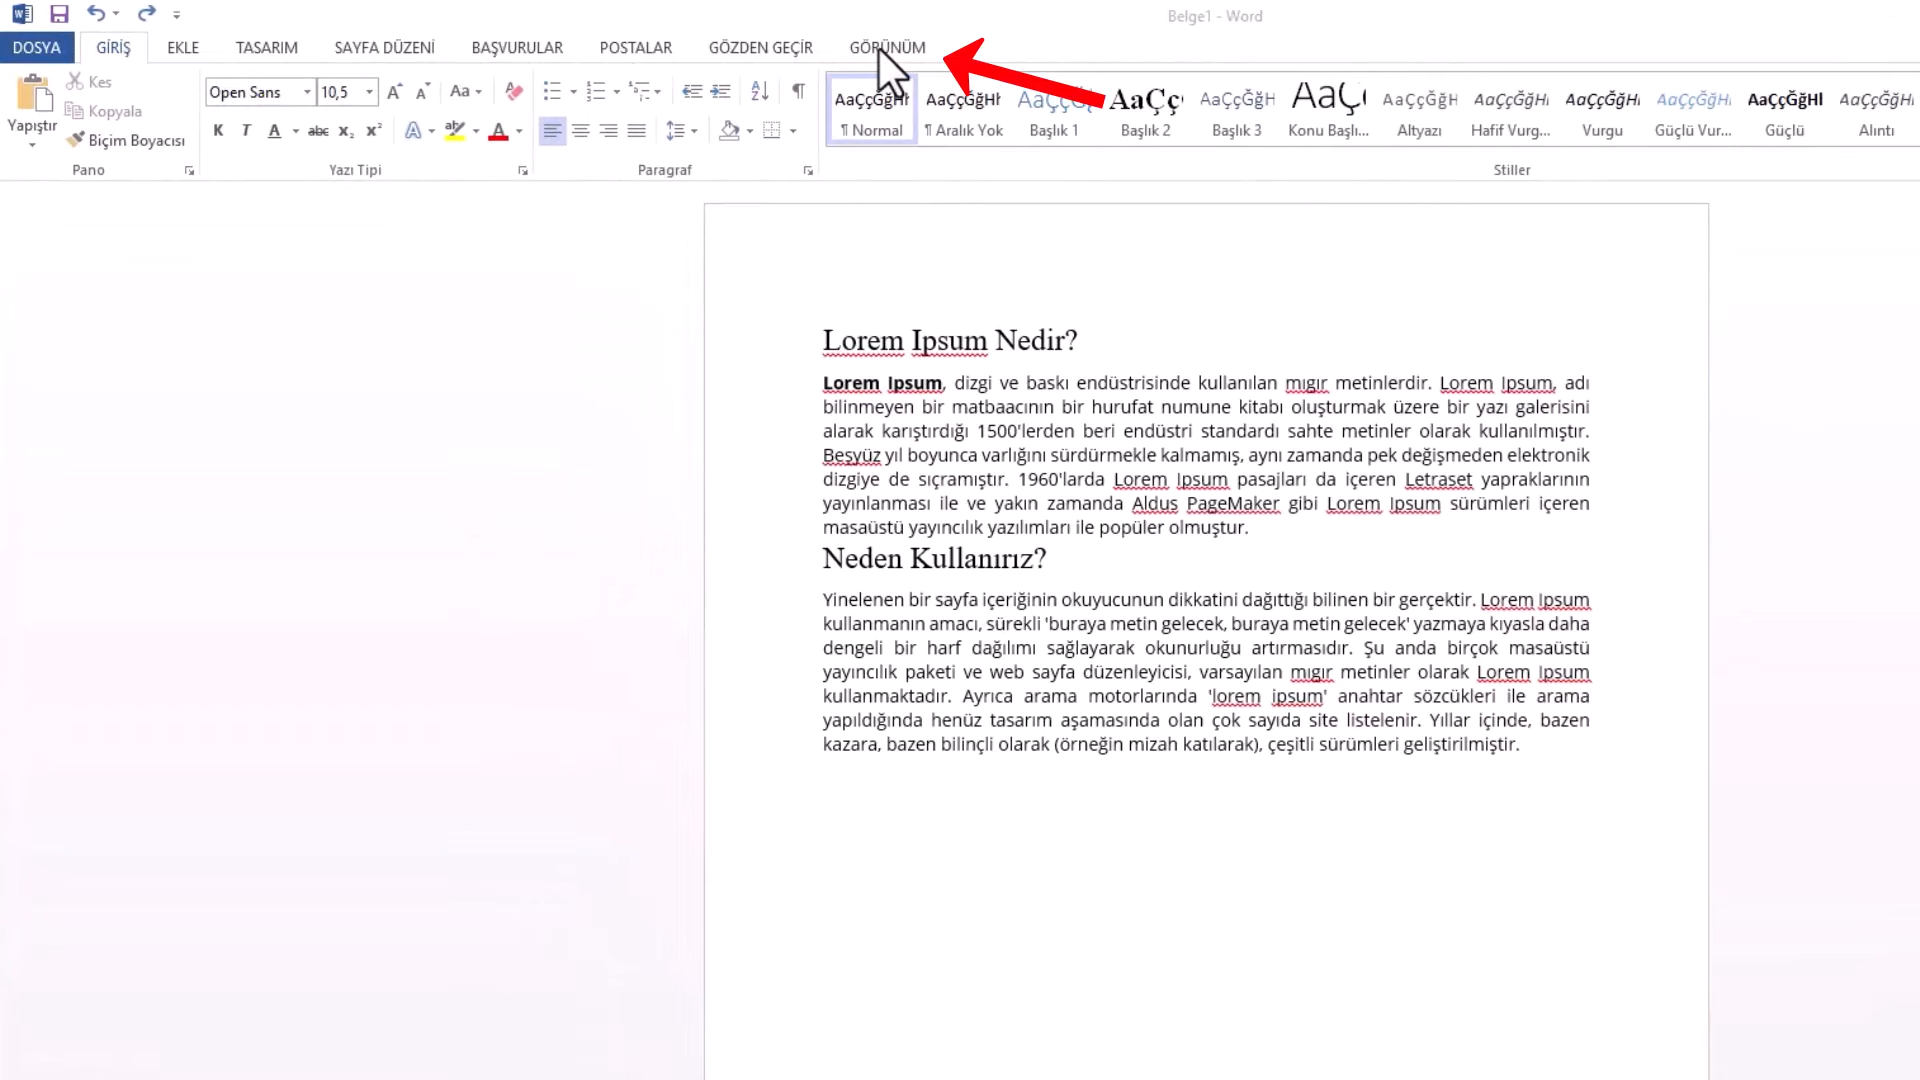 Belge1 - Word
DOSYA GİRİŞ EKLE TASARIM SAYFA DÜZENİ BAŞVURULAR POSTALAR GÖZDEN GEÇİR GÖRÜNÜM
Yapıştır
Kes
Kopyala
Biçim Boyacısı
Pano
Open Sans 10,5
Aa
K T A abc x₂ x²
A aby A
Yazı Tipi
Paragraf
AaÇçĞğHI AaÇçĞğHI AaÇçĞğ AaÇç AaÇçĞğH AaÇç AaÇçĞğH AaÇçĞğHı AaÇçĞğHı AaÇçĞğHı AaÇçĞğHl AaÇçĞğHı
¶ Normal ¶ Aralık Yok Başlık 1 Başlık 2 Başlık 3 Konu Başlı... Altyazı Hafif Vurg... Vurgu Güçlü Vur... Güçlü Alıntı
Stiller
Lorem Ipsum Nedir?
Lorem Ipsum, dizgi ve baskı endüstrisinde kullanılan mıgır metinlerdir. Lorem Ipsum, adı
bilinmeyen bir matbaacının bir hurufat numune kitabı oluşturmak üzere bir yazı galerisini
alarak karıştırdığı 1500'lerden beri endüstri standardı sahte metinler olarak kullanılmıştır.
Beşyüz yıl boyunca varlığını sürdürmekle kalmamış, aynı zamanda pek değişmeden elektronik
dizgiye de sıçramıştır. 1960'larda Lorem Ipsum pasajları da içeren Letraset yapraklarının
yayınlanması ile ve yakın zamanda Aldus PageMaker gibi Lorem Ipsum sürümleri içeren
masaüstü yayıncılık yazılımları ile popüler olmuştur.
Neden Kullanırız?
Yinelenen bir sayfa içeriğinin okuyucunun dikkatini dağıttığı bilinen bir gerçektir. Lorem Ipsum
kullanmanın amacı, sürekli 'buraya metin gelecek, buraya metin gelecek' yazmaya kıyasla daha
dengeli bir harf dağılımı sağlayarak okunurluğu artırmasıdır. Şu anda birçok masaüstü
yayıncılık paketi ve web sayfa düzenleyicisi, varsayılan mıgır metinler olarak Lorem Ipsum
kullanmaktadır. Ayrıca arama motorlarında 'lorem ipsum' anahtar sözcükleri ile arama
yapıldığında henüz tasarım aşamasında olan çok sayıda site listelenir. Yıllar içinde, bazen
kazara, bazen bilinçli olarak (örneğin mizah katılarak), çeşitli sürümleri geliştirilmiştir.